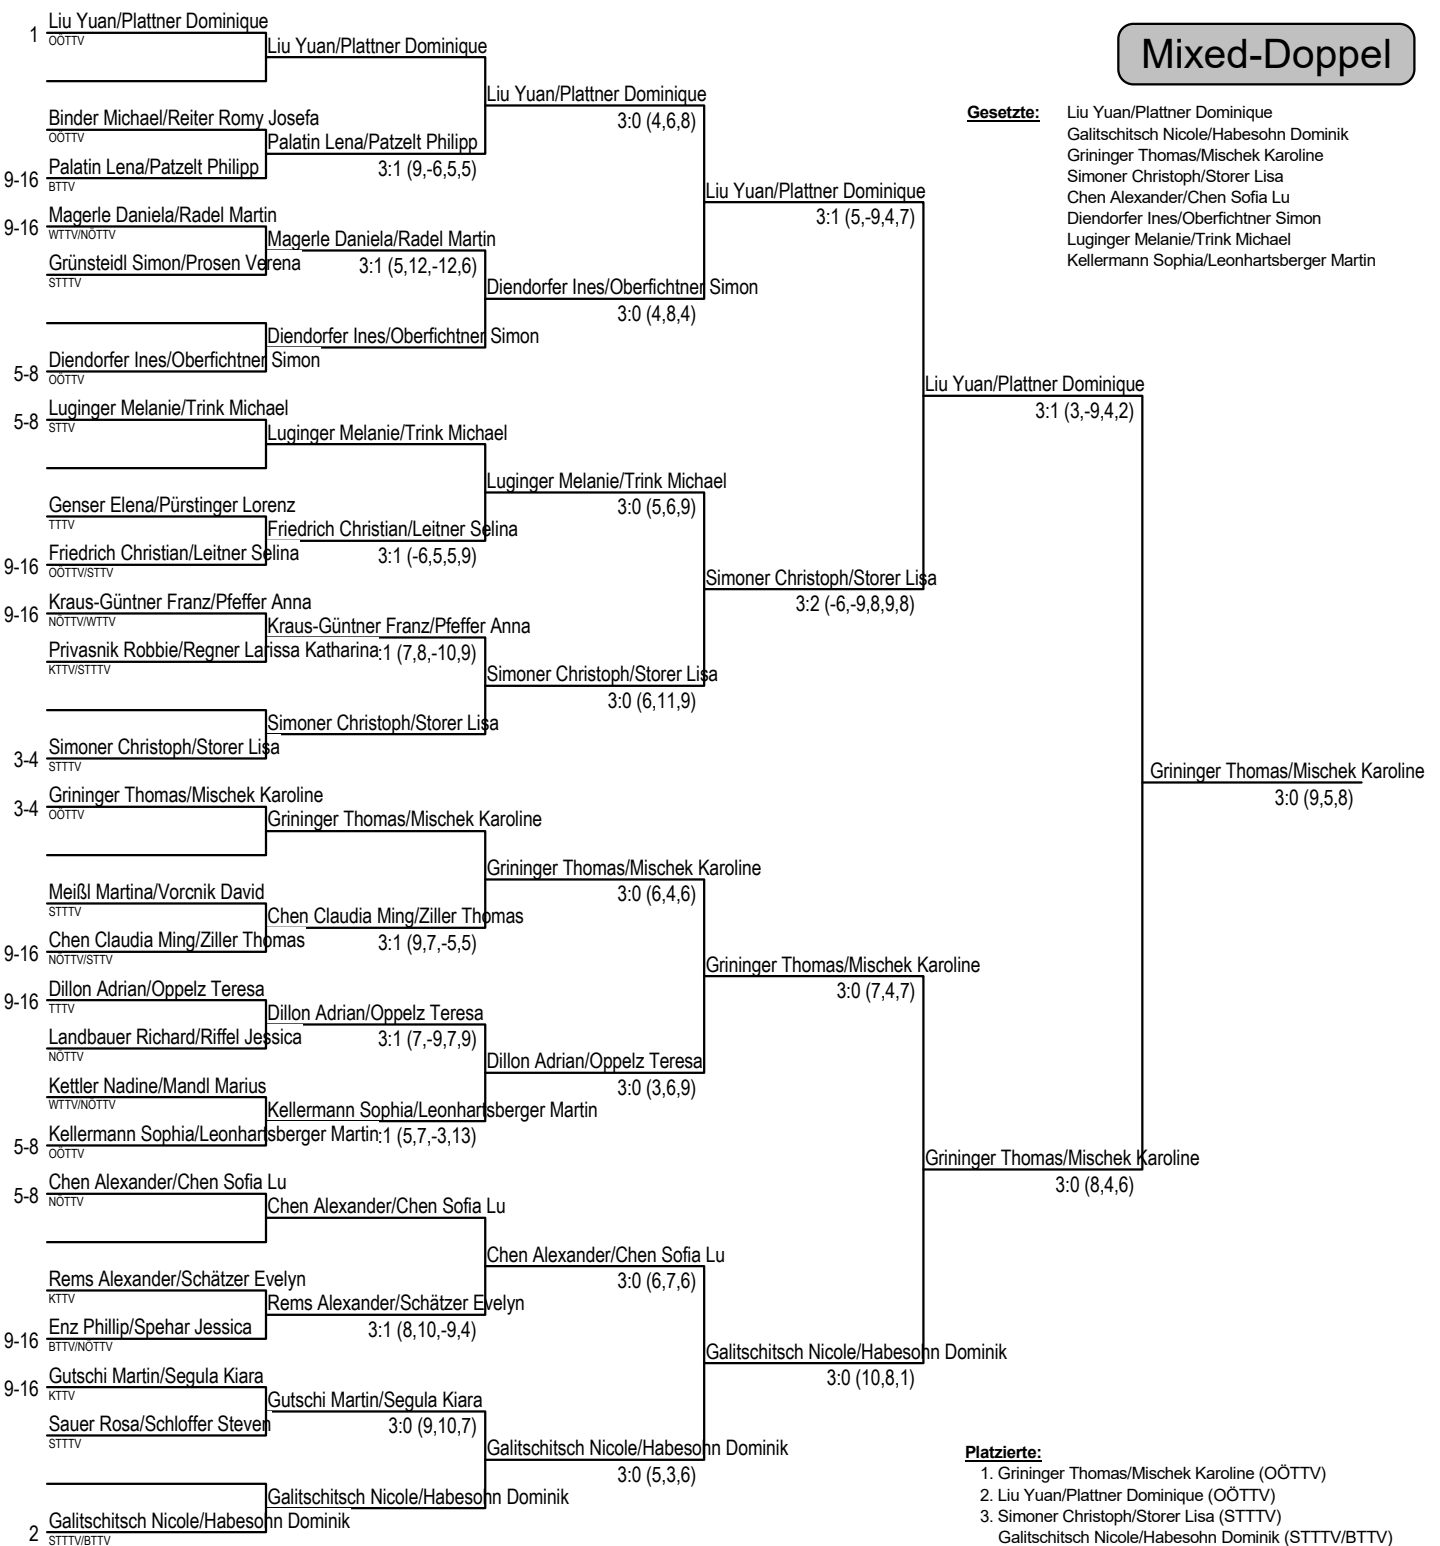 Mixed-Doppel
Gesetzte:
Liu Yuan/Plattner Dominique
Galitschitsch Nicole/Habesohn Dominik
Grininger Thomas/Mischek Karoline
Simoner Christoph/Storer Lisa
Chen Alexander/Chen Sofia Lu
Diendorfer Ines/Oberfichtner Simon
Luginger Melanie/Trink Michael
Kellermann Sophia/Leonhartsberger Martin
1 Liu Yuan/Plattner Dominique
OÖTTV
Binder Michael/Reiter Romy Josefa
OÖTTV
9-16 Palatin Lena/Patzelt Philipp
BTTV
9-16 Magerle Daniela/Radel Martin
WTTV/NÖTTV
Grünsteidl Simon/Prosen Verena
STTTV
5-8 Diendorfer Ines/Oberfichtner Simon
OÖTTV
5-8 Luginger Melanie/Trink Michael
STTV
Genser Elena/Pürstinger Lorenz
TTTV
9-16 Friedrich Christian/Leitner Selina
OÖTTV/STTV
9-16 Kraus-Güntner Franz/Pfeffer Anna
NÖTTV/WTTV
Privasnik Robbie/Regner Larissa Katharina
KTTV/STTTV
3-4 Simoner Christoph/Storer Lisa
STTTV
3-4 Grininger Thomas/Mischek Karoline
OÖTTV
Meißl Martina/Vorcnik David
STTTV
9-16 Chen Claudia Ming/Ziller Thomas
NÖTTV/STTV
9-16 Dillon Adrian/Oppelz Teresa
TTTV
Landbauer Richard/Riffel Jessica
NÖTTV
Kettler Nadine/Mandl Marius
WTTV/NÖTTV
5-8 Kellermann Sophia/Leonhartsberger Martin
OÖTTV
5-8 Chen Alexander/Chen Sofia Lu
NÖTTV
Rems Alexander/Schätzer Evelyn
KTTV
9-16 Enz Phillip/Spehar Jessica
BTTV/NÖTTV
9-16 Gutschi Martin/Segula Kiara
KTTV
Sauer Rosa/Schloffer Steven
STTTV
2 Galitschitsch Nicole/Habesohn Dominik
STTTV/BTTV
Liu Yuan/Plattner Dominique
Palatin Lena/Patzelt Philipp
3:1 (9,-6,5,5)
Magerle Daniela/Radel Martin
3:1 (5,12,-12,6)
Diendorfer Ines/Oberfichtner Simon
Luginger Melanie/Trink Michael
Friedrich Christian/Leitner Selina
3:1 (-6,5,5,9)
Kraus-Güntner Franz/Pfeffer Anna
:1 (7,8,-10,9)
Simoner Christoph/Storer Lisa
Grininger Thomas/Mischek Karoline
Chen Claudia Ming/Ziller Thomas
3:1 (9,7,-5,5)
Dillon Adrian/Oppelz Teresa
3:1 (7,-9,7,9)
Kellermann Sophia/Leonhartsberger Martin
:1 (5,7,-3,13)
Chen Alexander/Chen Sofia Lu
Rems Alexander/Schätzer Evelyn
3:1 (8,10,-9,4)
Gutschi Martin/Segula Kiara
3:0 (9,10,7)
Galitschitsch Nicole/Habesohn Dominik
Liu Yuan/Plattner Dominique
3:0 (4,6,8)
Diendorfer Ines/Oberfichtner Simon
3:0 (4,8,4)
Luginger Melanie/Trink Michael
3:0 (5,6,9)
Simoner Christoph/Storer Lisa
3:0 (6,11,9)
Grininger Thomas/Mischek Karoline
3:0 (6,4,6)
Dillon Adrian/Oppelz Teresa
3:0 (3,6,9)
Chen Alexander/Chen Sofia Lu
3:0 (6,7,6)
Galitschitsch Nicole/Habesohn Dominik
3:0 (5,3,6)
Liu Yuan/Plattner Dominique
3:1 (5,-9,4,7)
Simoner Christoph/Storer Lisa
3:2 (-6,-9,8,9,8)
Grininger Thomas/Mischek Karoline
3:0 (7,4,7)
Galitschitsch Nicole/Habesohn Dominik
3:0 (10,8,1)
Liu Yuan/Plattner Dominique
3:1 (3,-9,4,2)
Grininger Thomas/Mischek Karoline
3:0 (8,4,6)
Grininger Thomas/Mischek Karoline
3:0 (9,5,8)
Platzierte:
1. Grininger Thomas/Mischek Karoline (OÖTTV)
2. Liu Yuan/Plattner Dominique (OÖTTV)
3. Simoner Christoph/Storer Lisa (STTTV)
Galitschitsch Nicole/Habesohn Dominik (STTTV/BTTV)